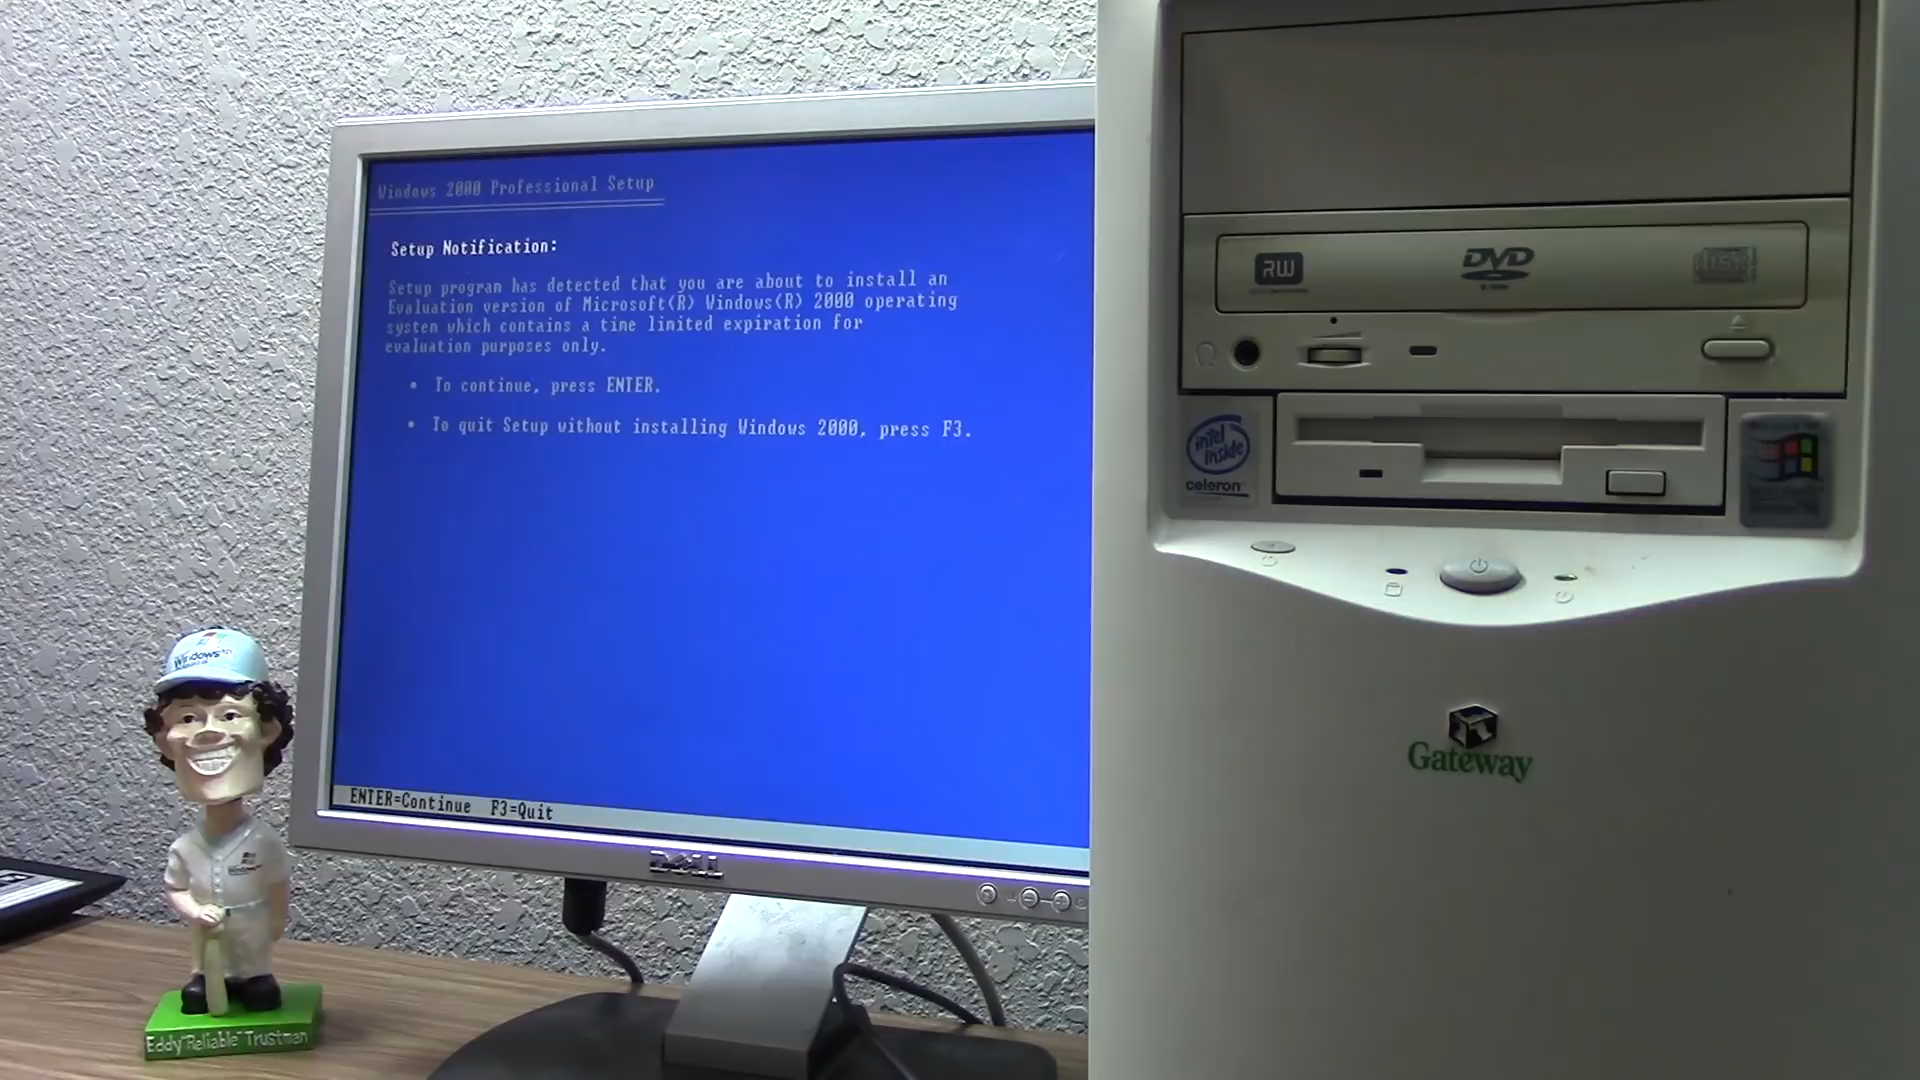 Windows 2000 Professional Setup
Setup Notification:
Setup program has detected that you are about to install an
Evaluation version of Microsoft(R) Windows(R) 2000 operating
system which contains a time limited expiration for
evaluation purposes only.
• To continue, press ENTER.
• To quit Setup without installing Windows 2000, press F3.
ENTER=Continue F3=Quit
DELL
RW
DVD
disc
intel
inside
celeron
Gateway
Windows
Eddy "Reliable" Trustman